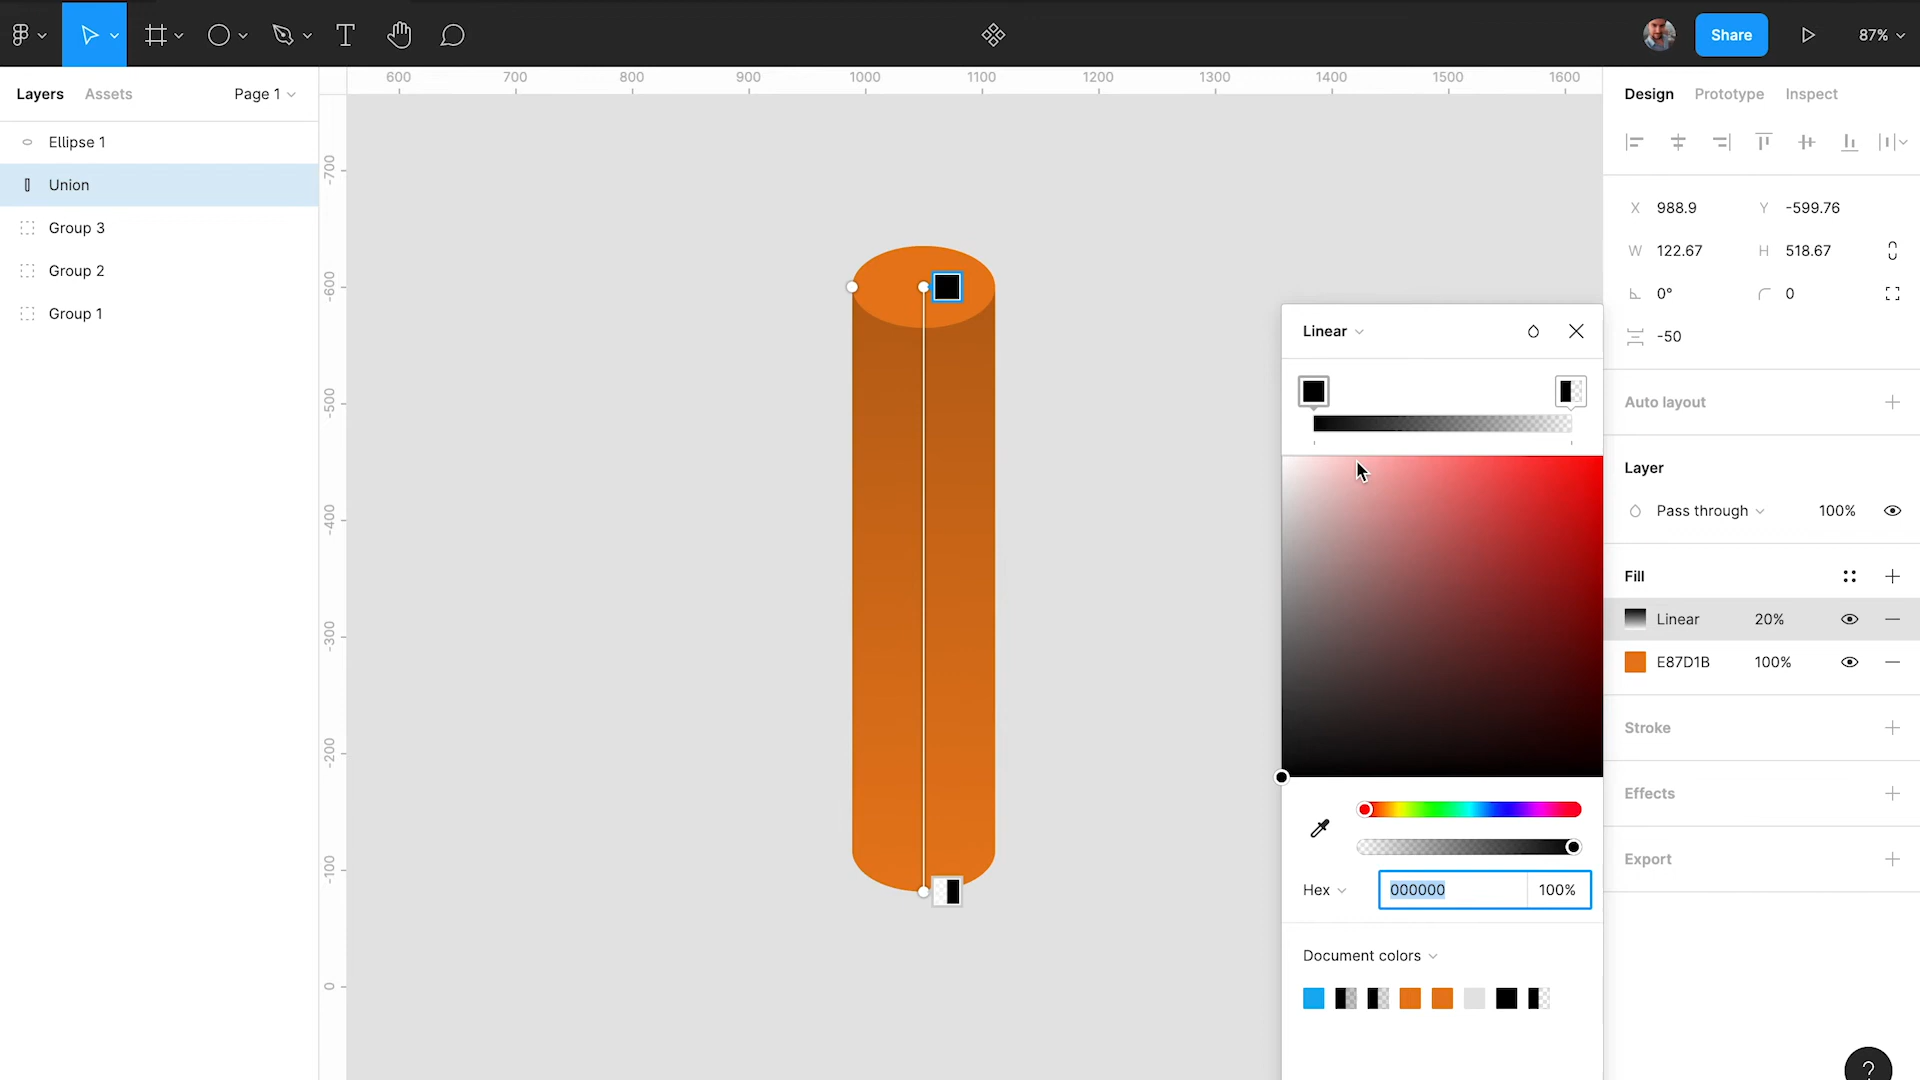 Share
87%
Layers
Assets
Page 1
600
700
800
900
1000
1100
1200
1300
1400
1500
1600
Design
Prototype
Inspect
Ellipse 1
Union
Group 3
Group 2
Group 1
-700
-600
-500
-400
-300
-200
-100
0
X 988.9
Y -599.76
W 122.67
H 518.67
0°
0
-50
Auto layout
Layer
Pass through
100%
Fill
Linear
20%
E87D1B
100%
Stroke
Effects
Export
Linear
Hex
000000
100%
Document colors
?